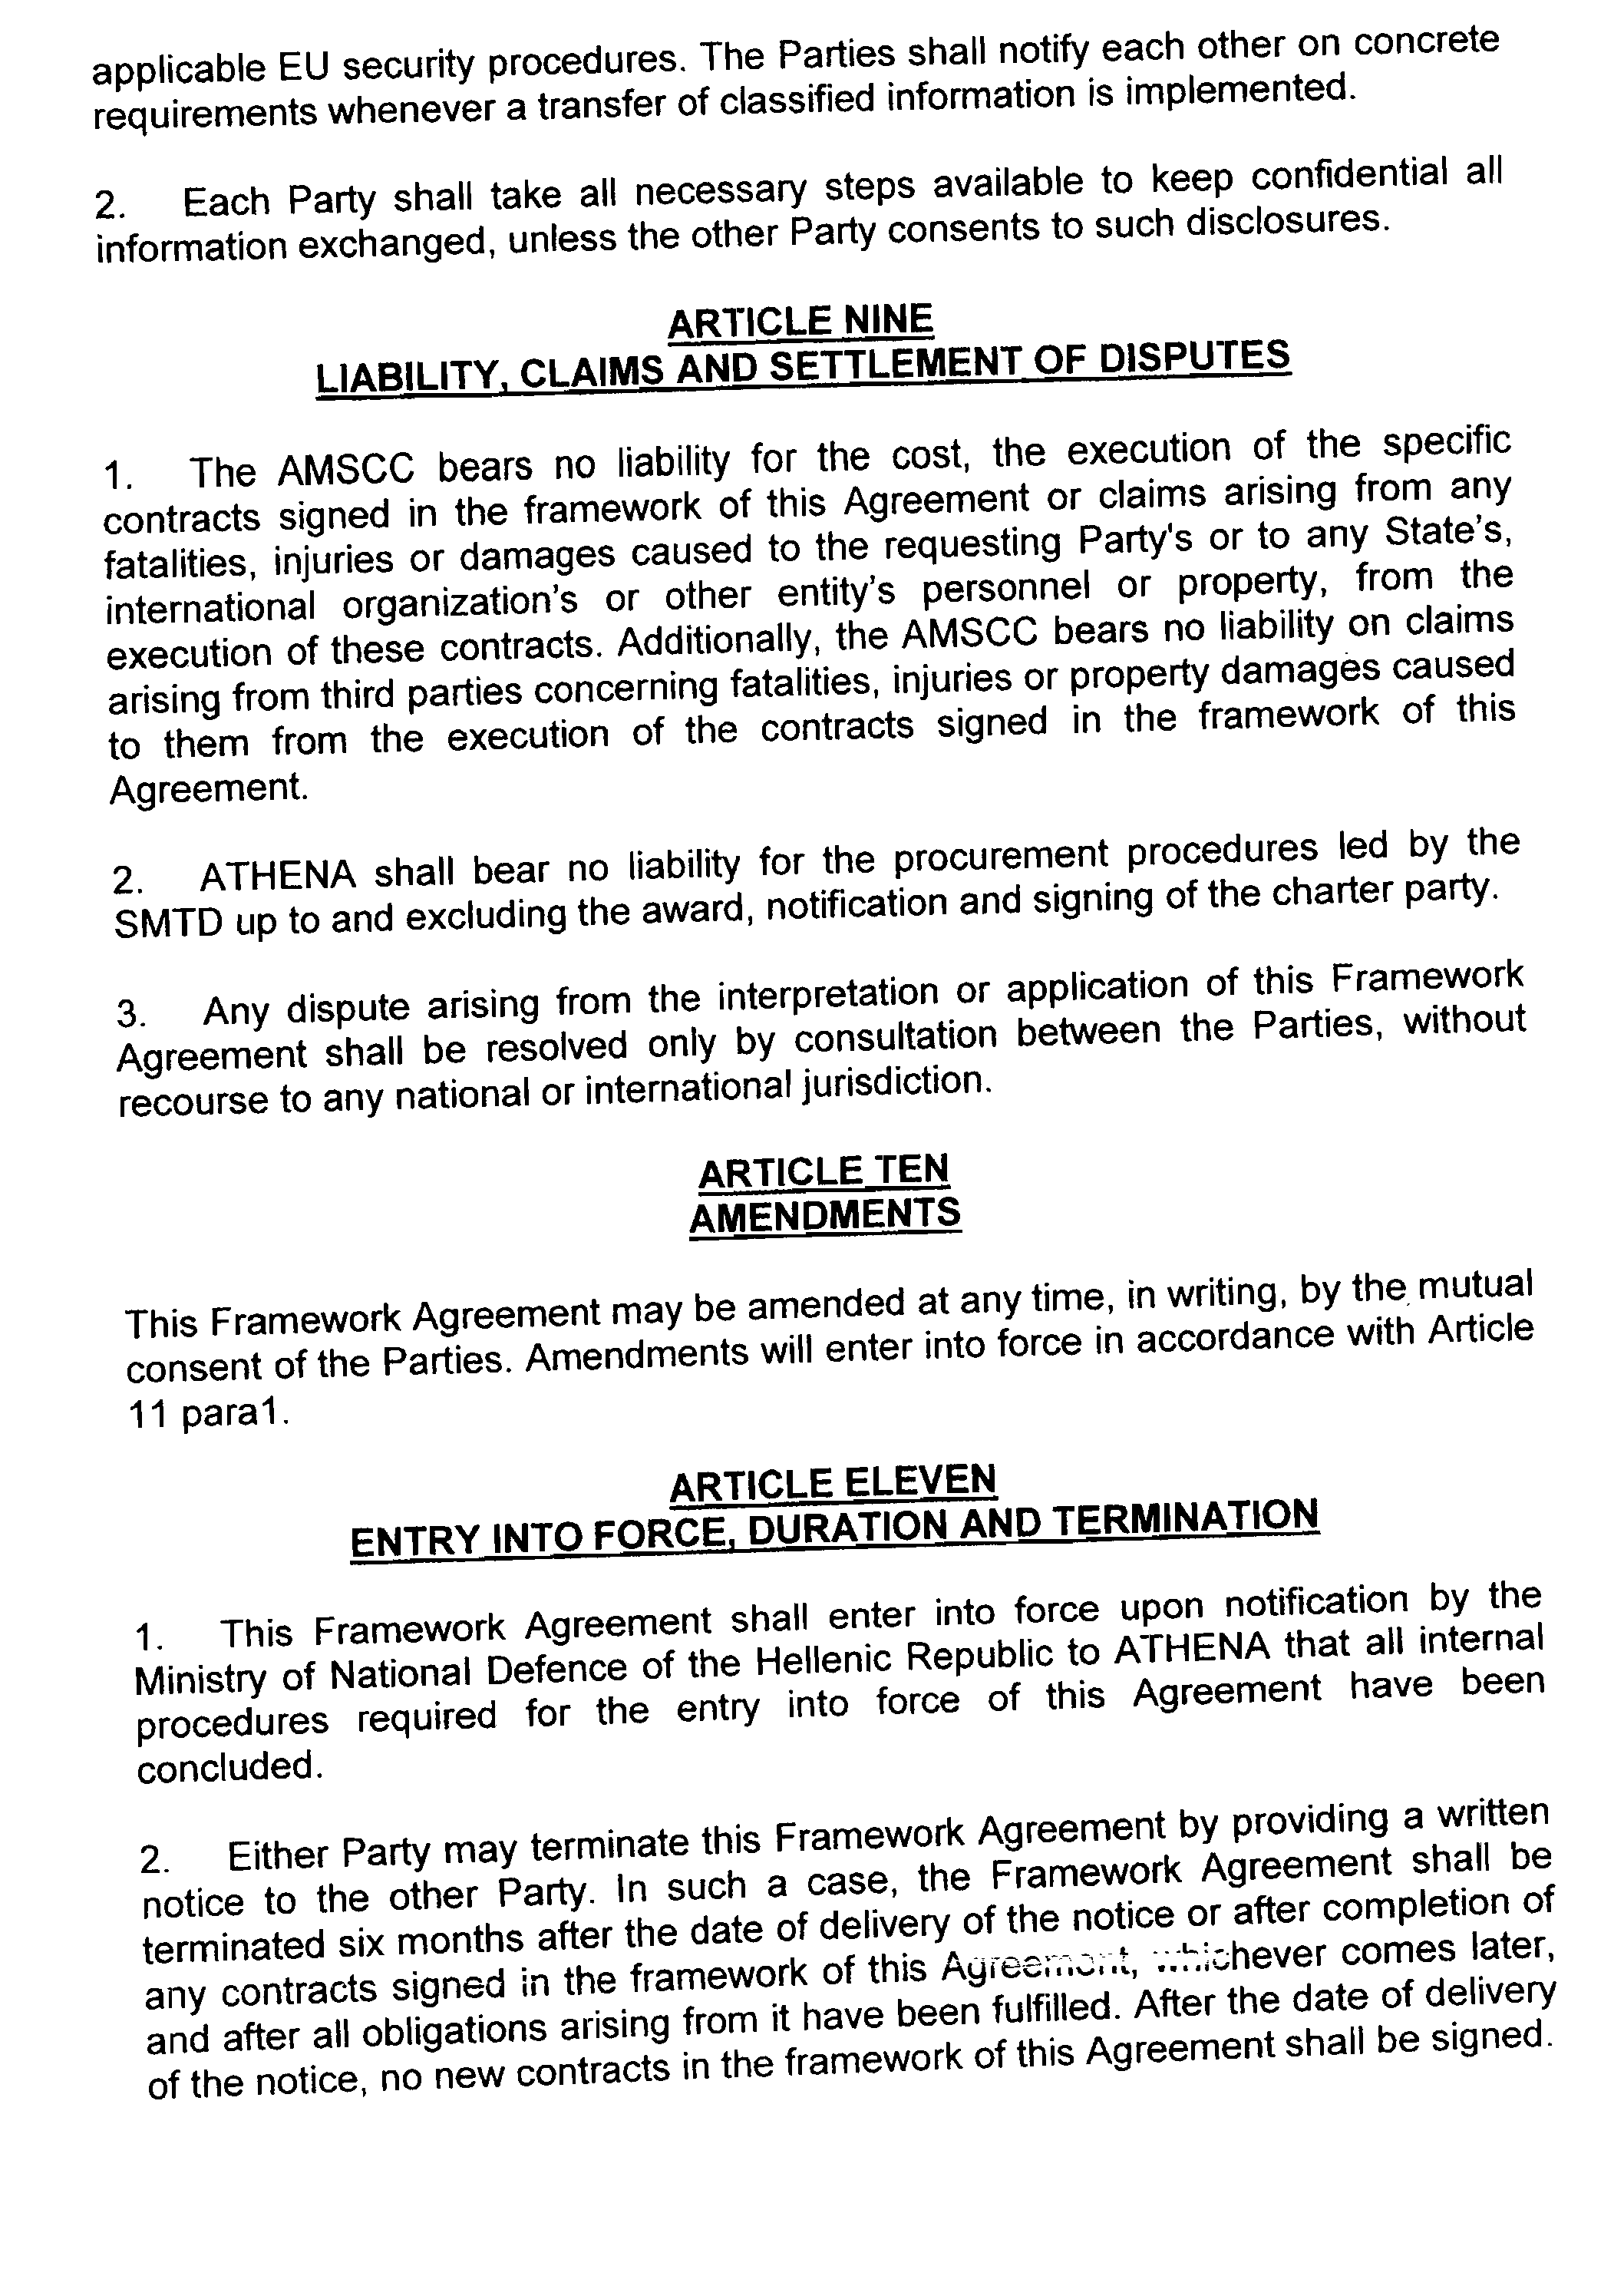 applicable EU security procedures. The Parties shall notify each other on concrete
requirements whenever a transfer of classified information is implemented.
2. Each Party shall take all necessary steps available to keep confidential all
information exchanged, unless the other Party consents to such disclosures.
ARTICLE NINE
LIABILITY, CLAIMS AND SETTLEMENT OF DISPUTES
1. The AMSCC bears no liability for the cost, the execution of the specific
contracts signed in the framework of this Agreement or claims arising from any
fatalities, injuries or damages caused to the requesting Party's or to any State's,
international organization's or other entity's personnel or property, from the
execution of these contracts. Additionally, the AMSCC bears no liability on claims
arising from third parties concerning fatalities, injuries or property damages caused
to them from the execution of the contracts signed in the framework of this
Agreement.
2. ATHENA shall bear no liability for the procurement procedures led by the
SMTD up to and excluding the award, notification and signing of the charter party.
3. Any dispute arising from the interpretation or application of this Framework
Agreement shall be resolved only by consultation between the Parties, without
recourse to any national or international jurisdiction.
ARTICLE TEN
AMENDMENTS
This Framework Agreement may be amended at any time, in writing, by the mutual
consent of the Parties. Amendments will enter into force in accordance with Article
11 para1.
ARTICLE ELEVEN
ENTRY INTO FORCE, DURATION AND TERMINATION
1. This Framework Agreement shall enter into force upon notification by the
Ministry of National Defence of the Hellenic Republic to ATHENA that all internal
procedures required for the entry into force of this Agreement have been
concluded.
2. Either Party may terminate this Framework Agreement by providing a written
notice to the other Party. In such a case, the Framework Agreement shall be
terminated six months after the date of delivery of the notice or after completion of
any contracts signed in the framework of this Agreement, whichever comes later,
and after all obligations arising from it have been fulfilled. After the date of delivery
of the notice, no new contracts in the framework of this Agreement shall be signed.